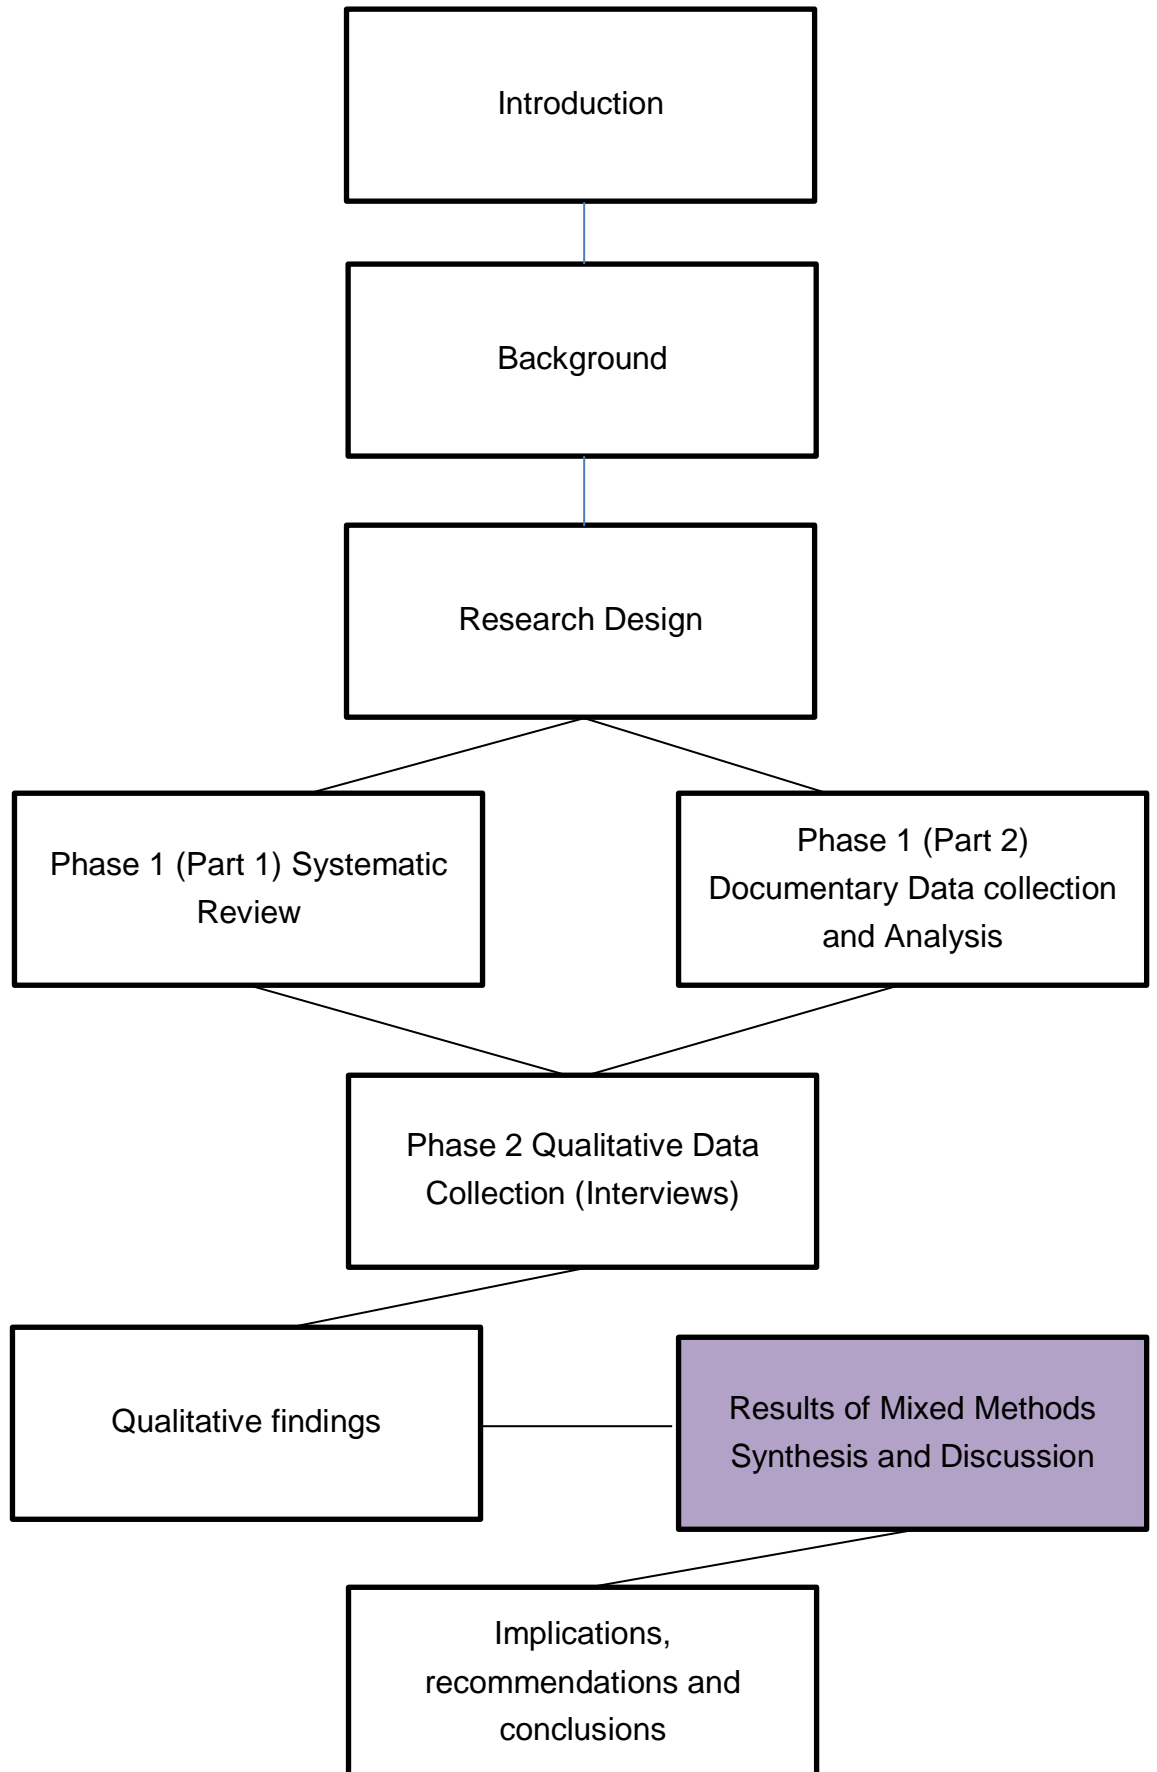 Introduction
Background
Research Design
Phase 1 (Part 1) Systematic
Review
Phase 1 (Part 2)
Documentary Data collection
and Analysis
Phase 2 Qualitative Data
Collection (Interviews)
Qualitative findings
Results of Mixed Methods
Synthesis and Discussion
Implications,
recommendations and
conclusions